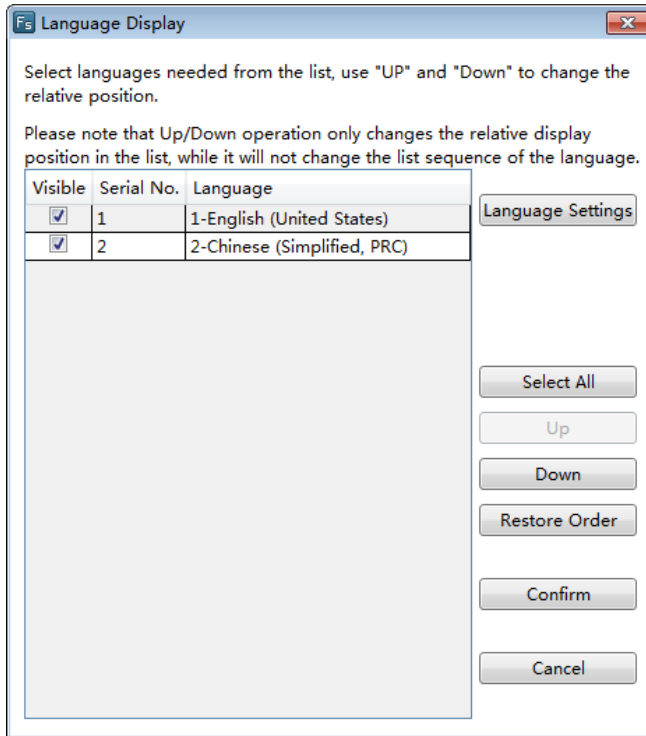 Fs Language Display
Select languages needed from the list, use "UP" and "Down" to change the
relative position.
Please note that Up/Down operation only changes the relative display
position in the list, while it will not change the list sequence of the language.
Visible Serial No. Language
1 1-English (United States)
2 2-Chinese (Simplified, PRC)
Language Settings
Select All
Up
Down
Restore Order
Confirm
Cancel